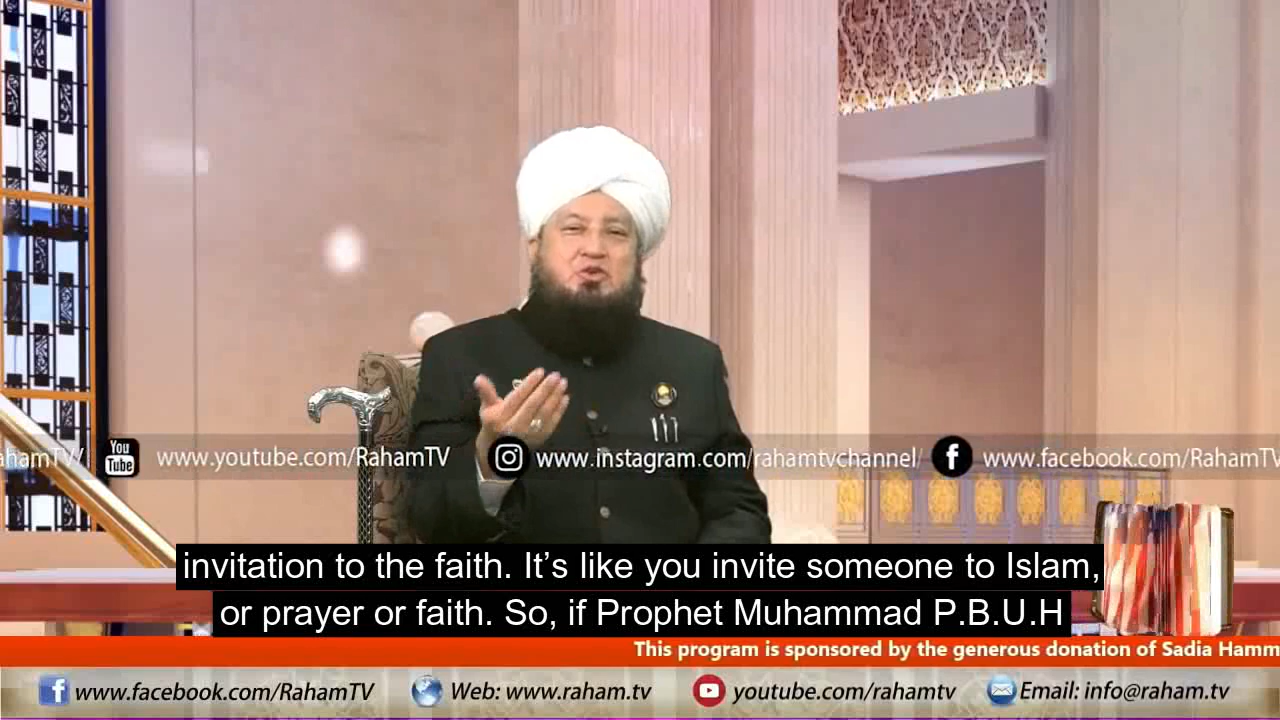 ahamTV/ You Tube www.youtube.com/RahamTV www.instagram.com/rahamtvchannel/ www.facebook.com/RahamTV
invitation to the faith. It’s like you invite someone to Islam,
or prayer or faith. So, if Prophet Muhammad P.B.U.H
This program is sponsored by the generous donation of Sadia Hamm
www.facebook.com/RahamTV Web: www.raham.tv youtube.com/rahamtv Email: info@raham.tv